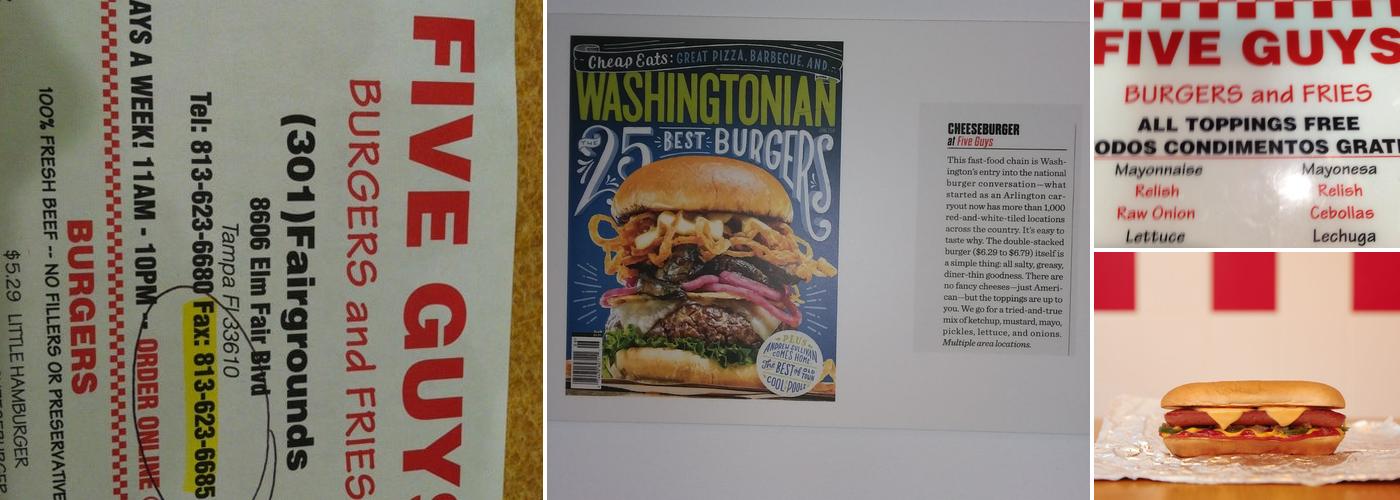 FIVE GUYS
BURGERS and FRIES
(301) Fairgrounds
8606 Elm Fair Blvd
Tampa Fl 33610
Tel: 813-623-6680 Fax: 813-623-6685
AYS A WEEK! 11AM - 10PM -- ORDER ONLINE
BURGERS
100% FRESH BEEF -- NO FILLERS OR PRESERVATIVE
$5.29 LITTLE HAMBURGER
Cheap Eats: GREAT PIZZA, BARBECUE, AND...
WASHINGTONIAN
THE 25 BEST BURGERS
PLUS
ANDREW SULLIVAN
COMES HOME
The BEST of OLD TOWN
COOL POOLS
CHEESEBURGER
at Five Guys
This fast-food chain is Wash-
ington's entry into the national
burger conversation—what
started as an Arlington car-
ryout now has more than 1,000
red-and-white-tiled locations
across the country. It's easy to
taste why. The double-stacked
burger ($6.29 to $6.79) itself is
a simple thing: all salty, greasy,
diner-thin goodness. There are
no fancy cheeses—just Ameri-
can—but the toppings are up to
you. We go for a tried-and-true
mix of ketchup, mustard, mayo,
pickles, lettuce, and onions.
Multiple area locations.
FIVE GUYS
BURGERS and FRIES
ALL TOPPINGS FREE
ODOS CONDIMENTOS GRATI
Mayonnaise Mayonesa
Relish Relish
Raw Onion Cebollas
Lettuce Lechuga